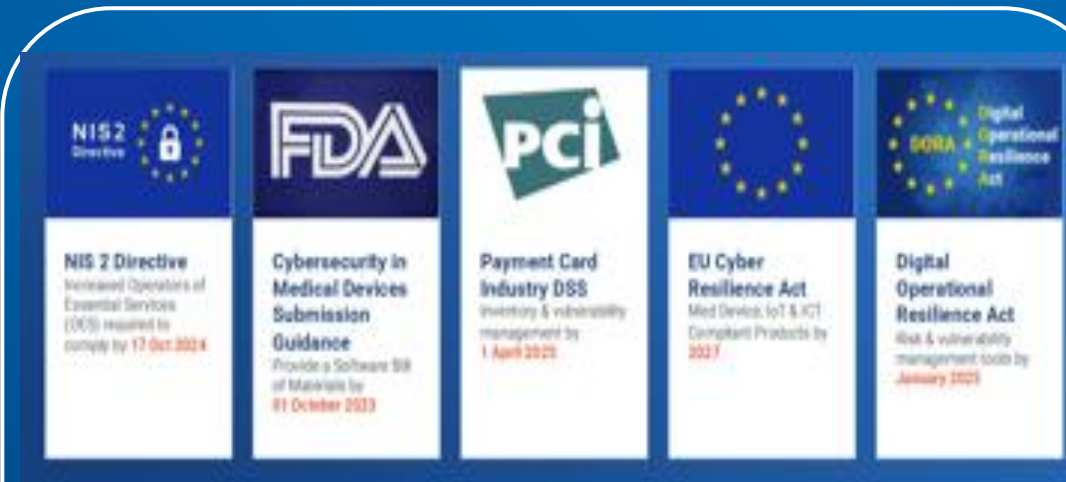 NIS2
Directive
NIS 2 Directive
Increased Operators of
Essential Services
(OES) required to
comply by 17 Oct 2024
FDA
Cybersecurity in
Medical Devices
Submission
Guidance
Provide a Software Bill
of Materials by
01 October 2023
PCi
Payment Card
Industry DSS
Inventory & vulnerability
management by
1 April 2025
EU Cyber
Resilience Act
Med Device, IoT & ICT
Compliant Products by
2027
DORA
Digital
Operational
Resilience
Act
Digital
Operational
Resilience Act
Risk & vulnerability
management tools by
January 2025